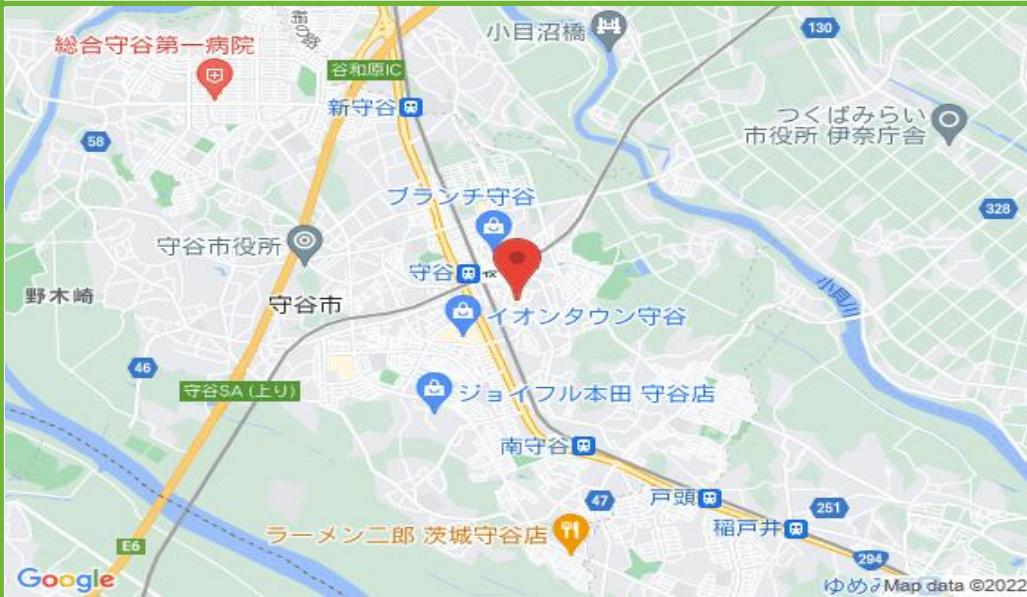 総合守谷第一病院
谷和原IC
新守谷
小目沼橋
130
つくばみらい
市役所 伊奈庁舎
58
328
ブランチ守谷
守谷市役所
守谷
野木崎
守谷市
イオンタウン守谷
小貝川
46
守谷SA (上り)
ジョイフル本田 守谷店
南守谷
47
戸頭
251
稲戸井
ラーメン二郎 茨城守谷店
E6
294
Google
Map data ©2022